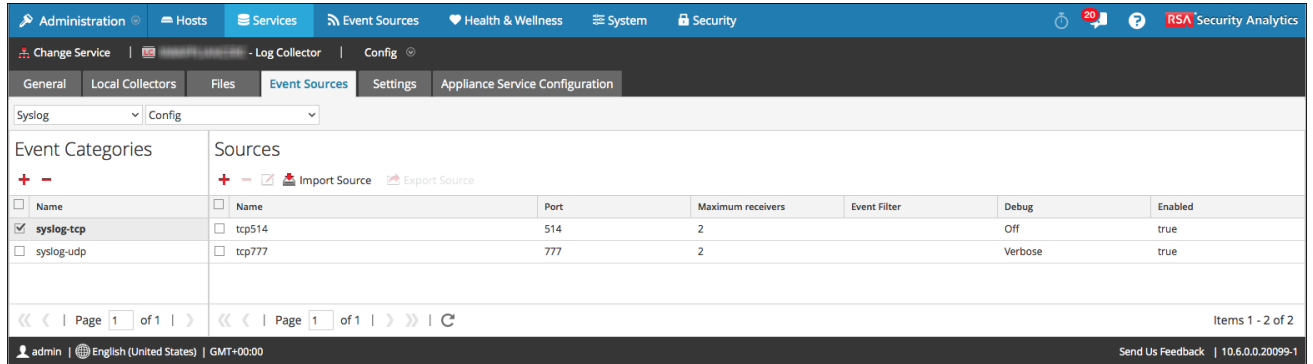 Administration Hosts Services Event Sources Health & Wellness System Security 20 ? RSA Security Analytics
Change Service | LC - Log Collector | Config
General Local Collectors Files Event Sources Settings Appliance Service Configuration
Syslog Config
Event Categories Sources
+ - + - Import Source Export Source
Name Name Port Maximum receivers Event Filter Debug Enabled
syslog-tcp tcp514 514 2 Off true
syslog-udp tcp777 777 2 Verbose true
| Page 1 of 1 | | Page 1 of 1 | | Items 1 - 2 of 2
admin | English (United States) | GMT+00:00 Send Us Feedback | 10.6.0.0.20099-1